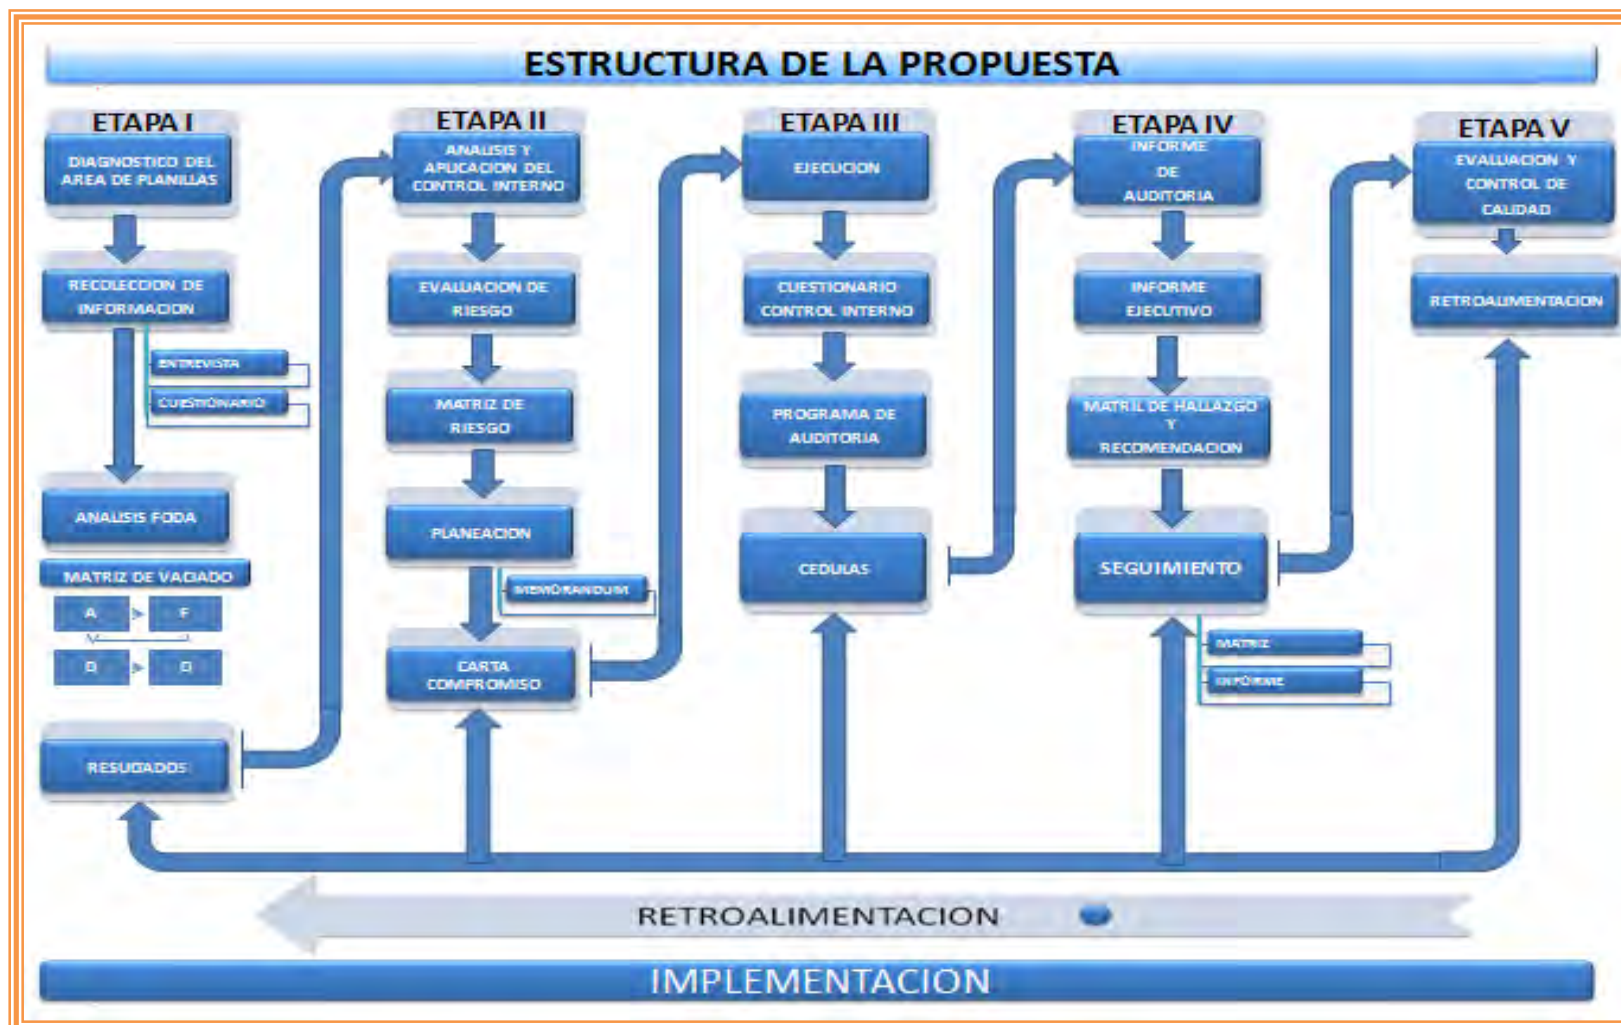 ESTRUCTURA DE LA PROPUESTA
ETAPA I
DIAGNOSTICO DEL
AREA DE PLANILLAS
RECOLECCION DE
INFORMACION
ENTREVISTA
CUESTIONARIO
ANALISIS FODA
MATRIZ DE VACIADO
A
F
D
O
RESULTADOS
ETAPA II
ANALISIS Y
APLICACION DEL
CONTROL INTERNO
EVALUACION DE
RIESGO
MATRIZ DE
RIESGO
PLANEACION
MEMORANDUM
CARTA
COMPROMISO
ETAPA III
EJECUCION
CUESTIONARIO
CONTROL INTERNO
PROGRAMA DE
AUDITORIA
CEDULAS
ETAPA IV
INFORME
DE
AUDITORIA
INFORME
EJECUTIVO
MATRIL DE HALLAZGO
Y
RECOMENDACION
SEGUIMIENTO
MATRIZ
INFORME
ETAPA V
EVALUACION Y
CONTROL DE
CALIDAD
RETROALIMENTACION
RETROALIMENTACION
IMPLEMENTACION